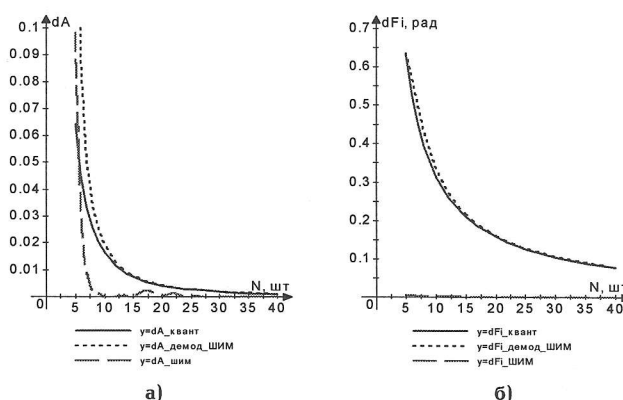 dA
0.1
0.09
0.08
0.07
0.06
0.05
0.04
0.03
0.02
0.01
0
5 10 15 20 25 30 35 40
N, шт
y=dA_квант
y=dA_демод_ШИМ
y=dA_шим
а)
dFi, рад
0.7
0.6
0.5
0.4
0.3
0.2
0.1
0
5 10 15 20 25 30 35 40
N, шт
y=dFi_квант
y=dFi_демод_ШИМ
y=dFi_ШИМ
б)